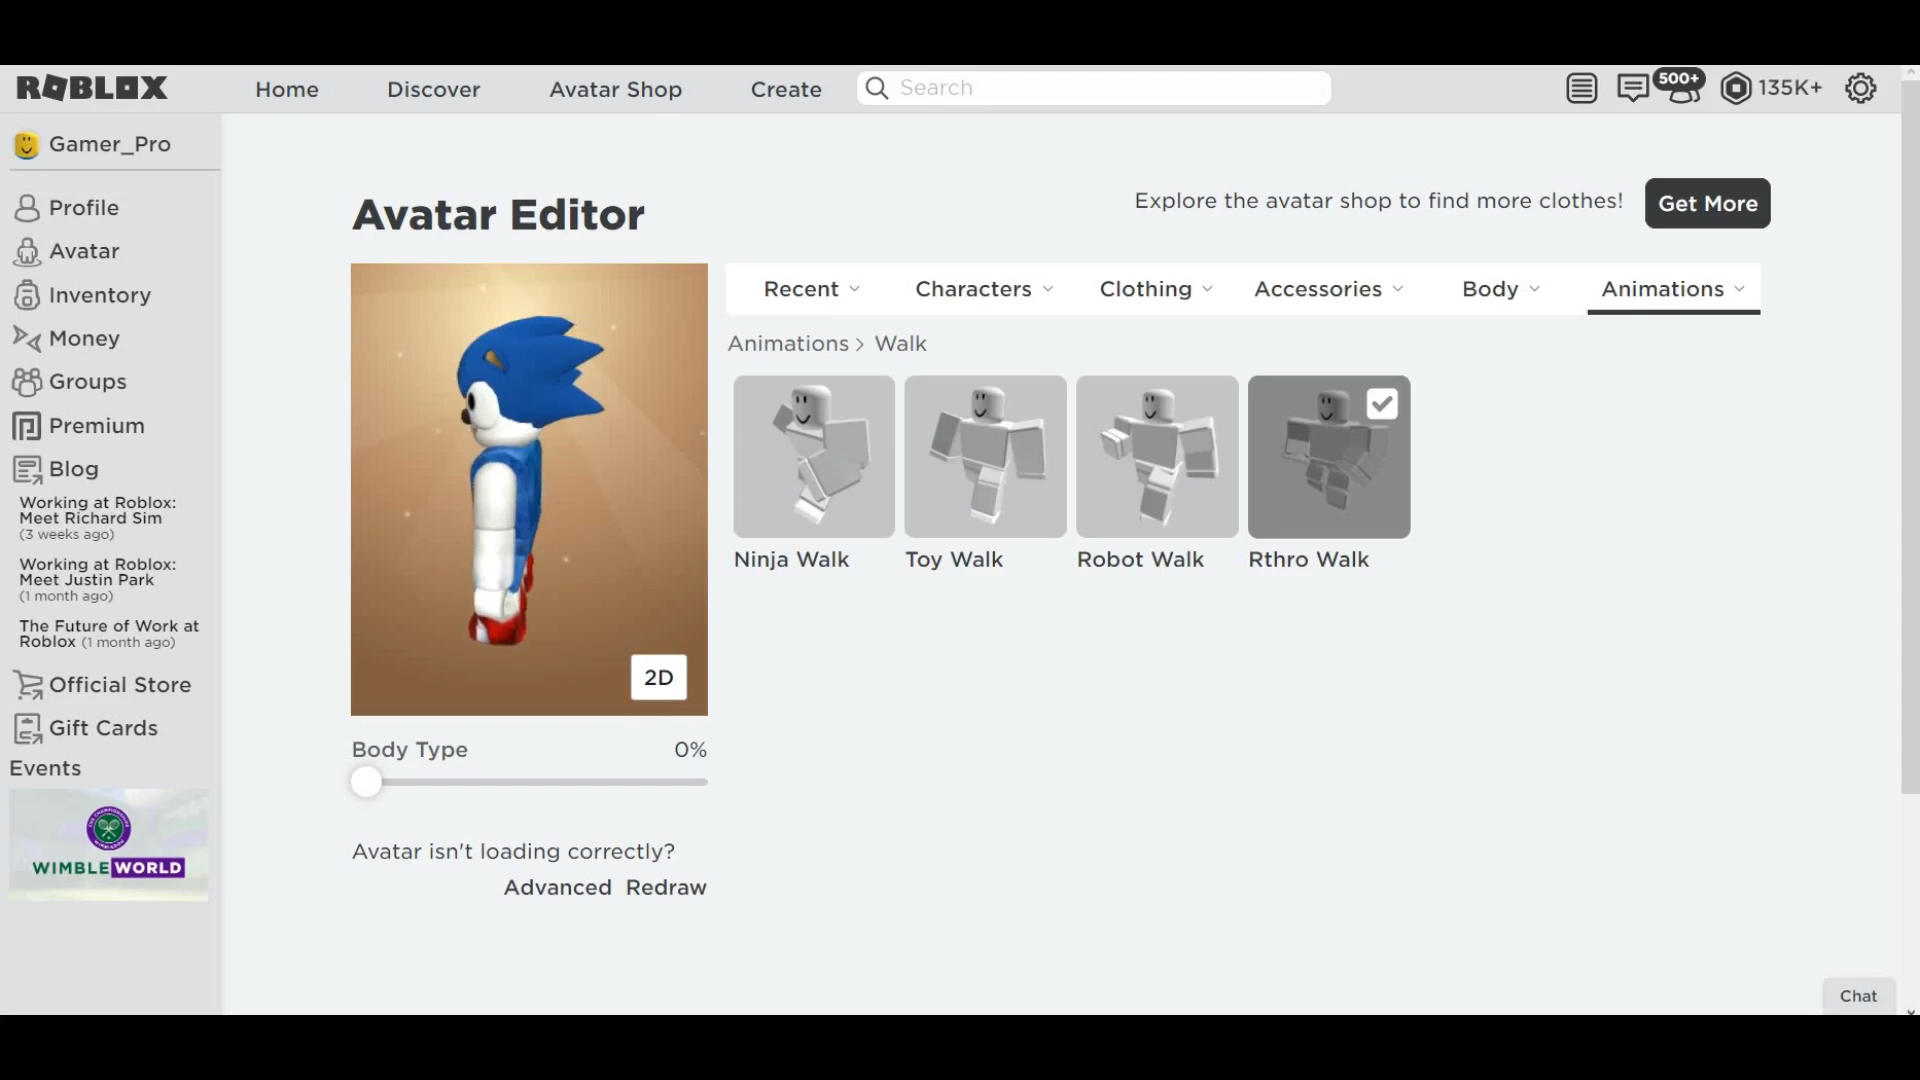 ROBLOX
Home
Discover
Avatar Shop
Create
Search
500+
135K+
Gamer_Pro
Profile
Avatar
Inventory
Money
Groups
Premium
Blog
Working at Roblox:
Meet Richard Sim
(3 weeks ago)
Working at Roblox:
Meet Justin Park
(1 month ago)
The Future of Work at
Roblox (1 month ago)
Official Store
Gift Cards
Events
WIMBLEWORLD
Avatar Editor
Explore the avatar shop to find more clothes!
Get More
Recent
Characters
Clothing
Accessories
Body
Animations
Animations > Walk
Ninja Walk
Toy Walk
Robot Walk
Rthro Walk
2D
Body Type
0%
Avatar isn't loading correctly?
Advanced
Redraw
Chat